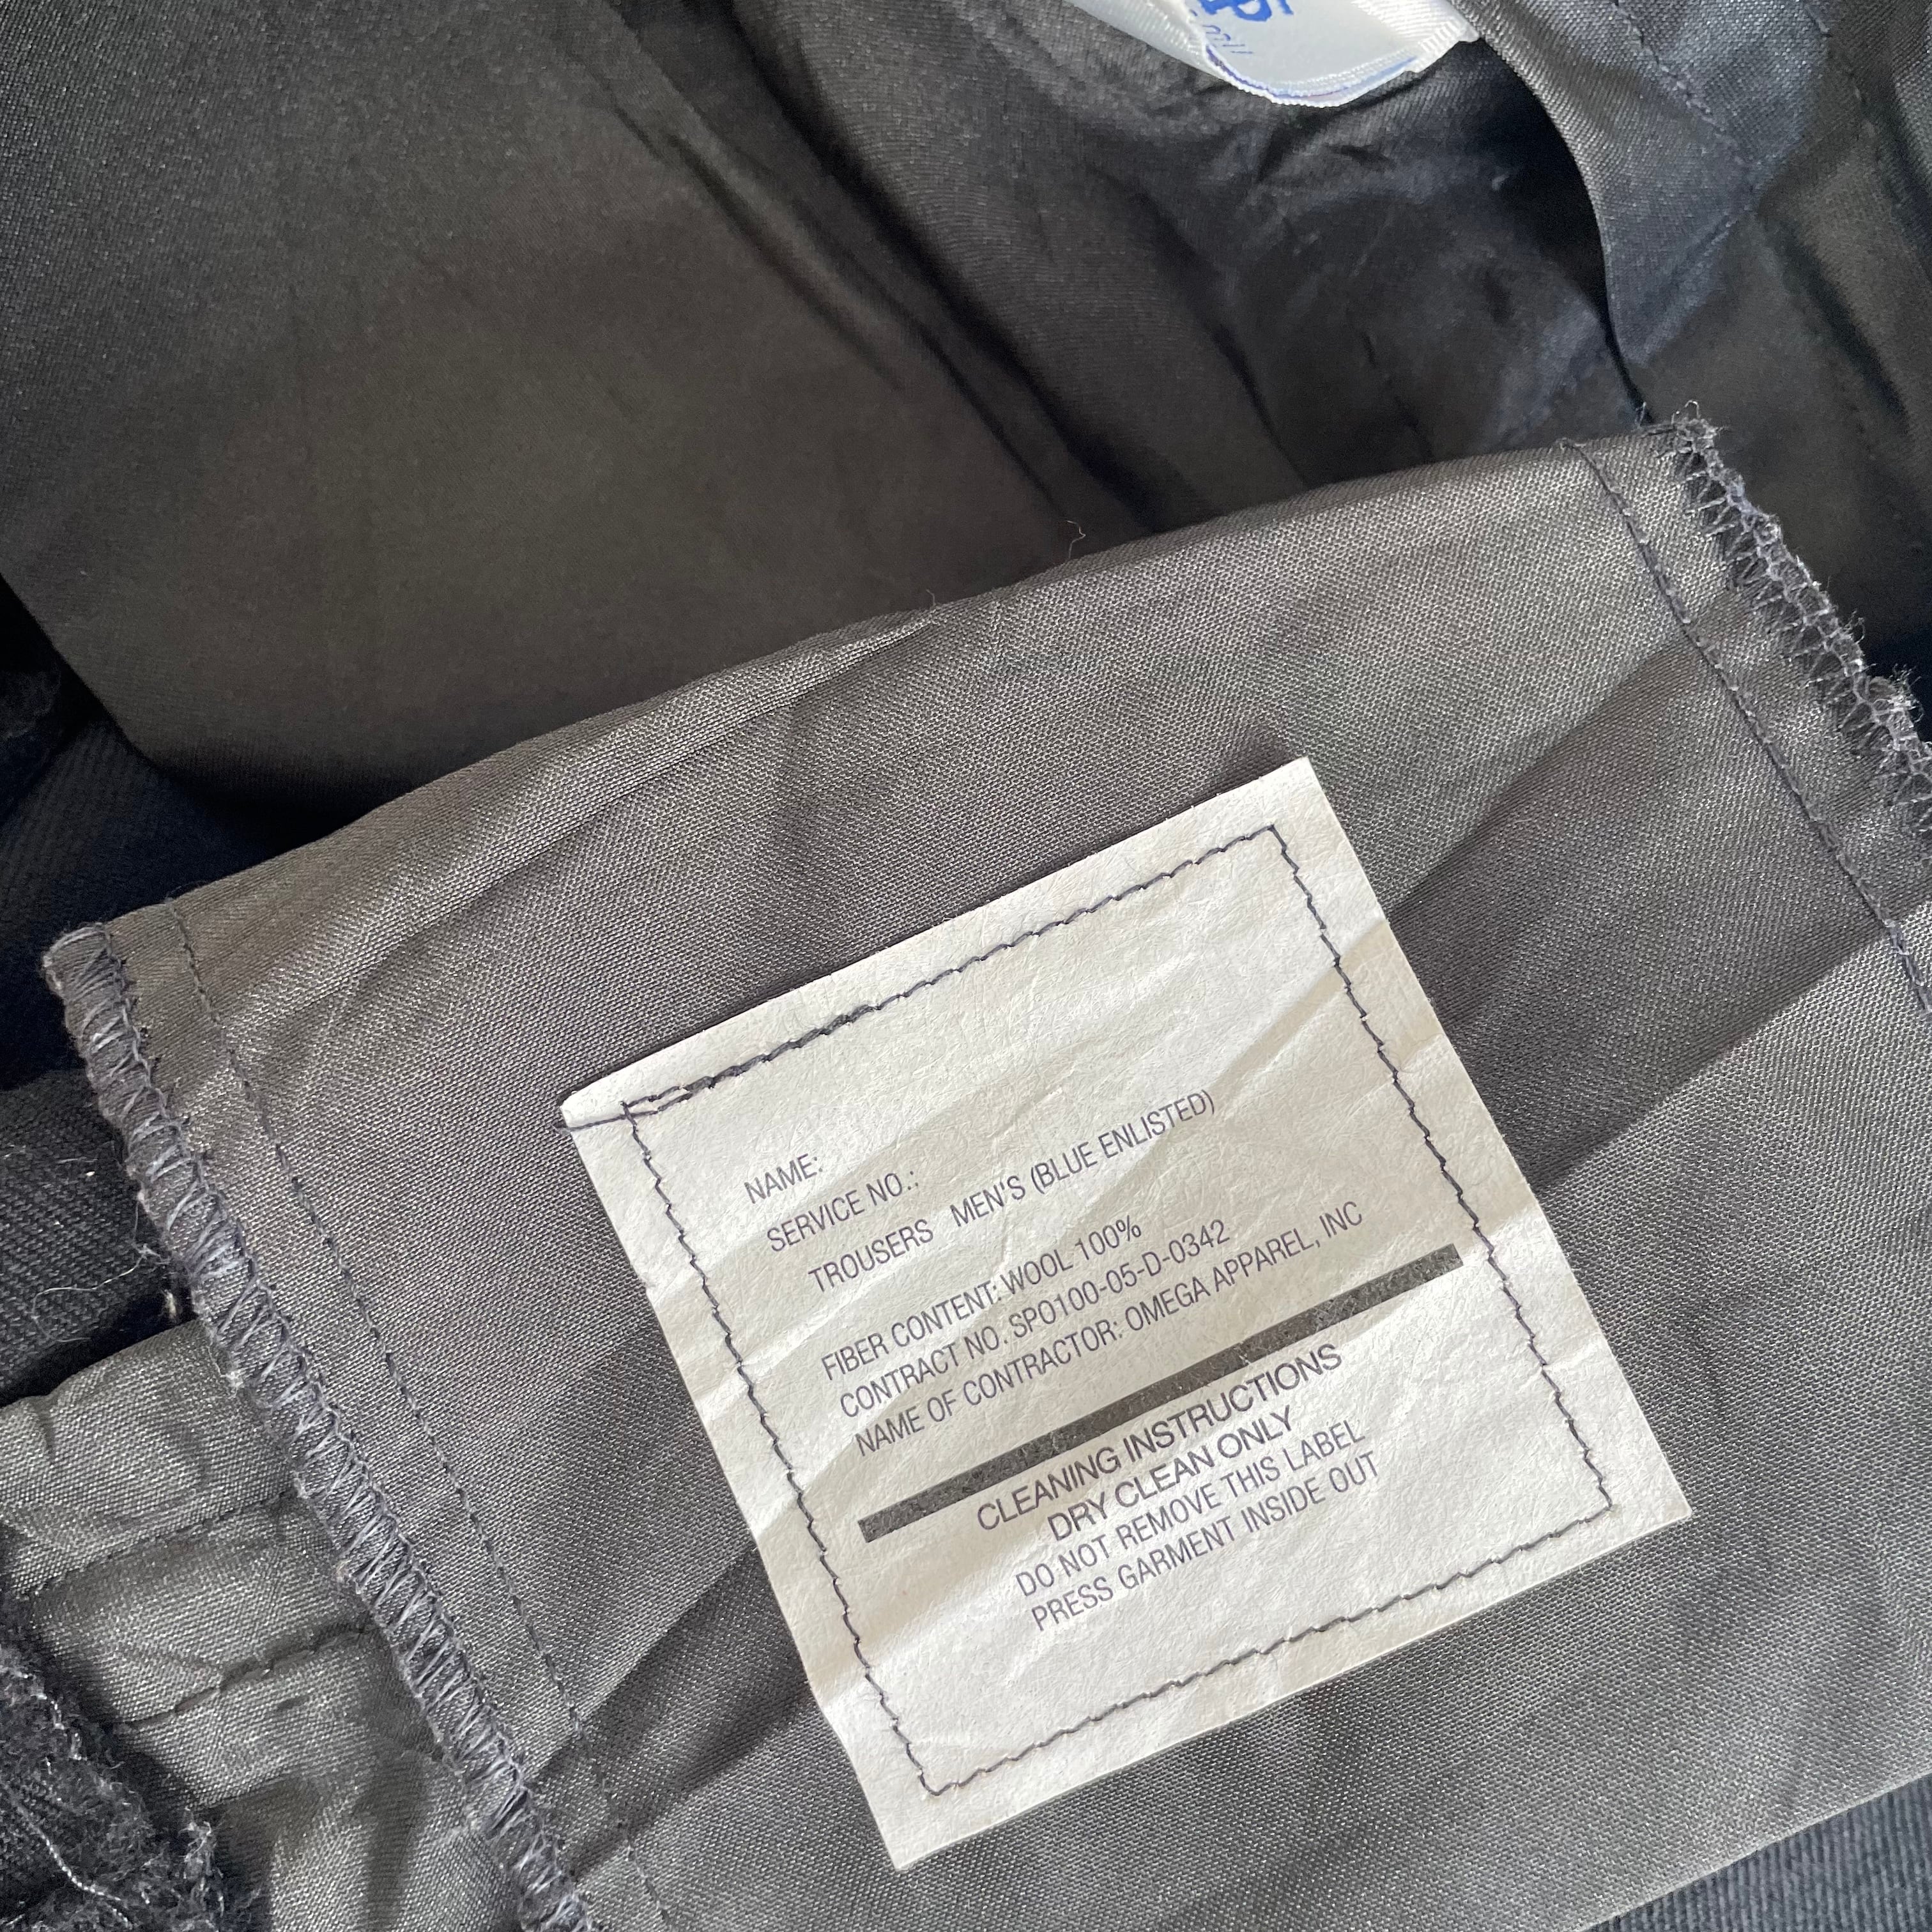 NAME:
SERVICE NO.:
TROUSERS MEN'S (BLUE ENLISTED)
FIBER CONTENT: WOOL 100%
CONTRACT NO. SPO100-05-D-0342
NAME OF CONTRACTOR: OMEGA APPAREL, INC
CLEANING INSTRUCTIONS
DRY CLEAN ONLY
DO NOT REMOVE THIS LABEL
PRESS GARMENT INSIDE OUT